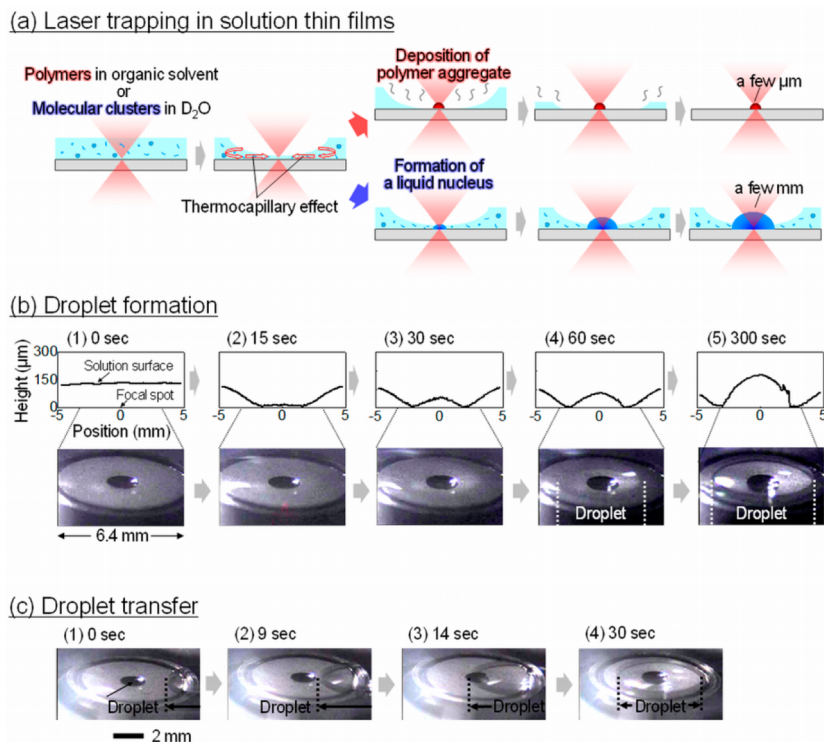 (a) Laser trapping in solution thin films
Polymers in organic solvent
or
Molecular clusters in D₂O
Thermocapillary effect
Deposition of
polymer aggregate
a few μm
Formation of
a liquid nucleus
a few mm
(b) Droplet formation
(1) 0 sec
(2) 15 sec
(3) 30 sec
(4) 60 sec
(5) 300 sec
Height (μm)
300
150
0
Solution surface
Focal spot
-5 0 5
-5 0 5
-5 0 5
-5 0 5
-5 0 5
Position (mm)
6.4 mm
Droplet
Droplet
(c) Droplet transfer
(1) 0 sec
(2) 9 sec
(3) 14 sec
(4) 30 sec
Droplet
Droplet
Droplet
Droplet
2 mm